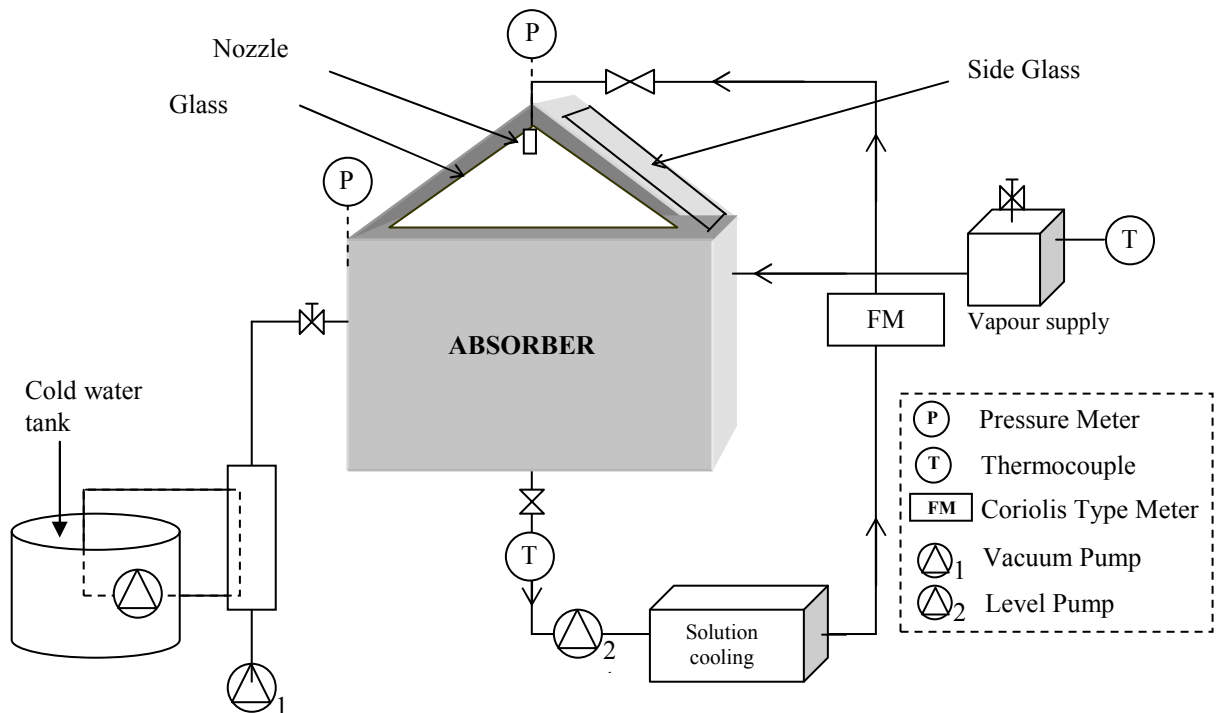 P
Nozzle
Side Glass
Glass
P
T
FM
Vapour supply
ABSORBER
Cold water
tank
P Pressure Meter
T Thermocouple
FM Coriolis Type Meter
1 Vacuum Pump
2 Level Pump
T
2
Solution
cooling
1